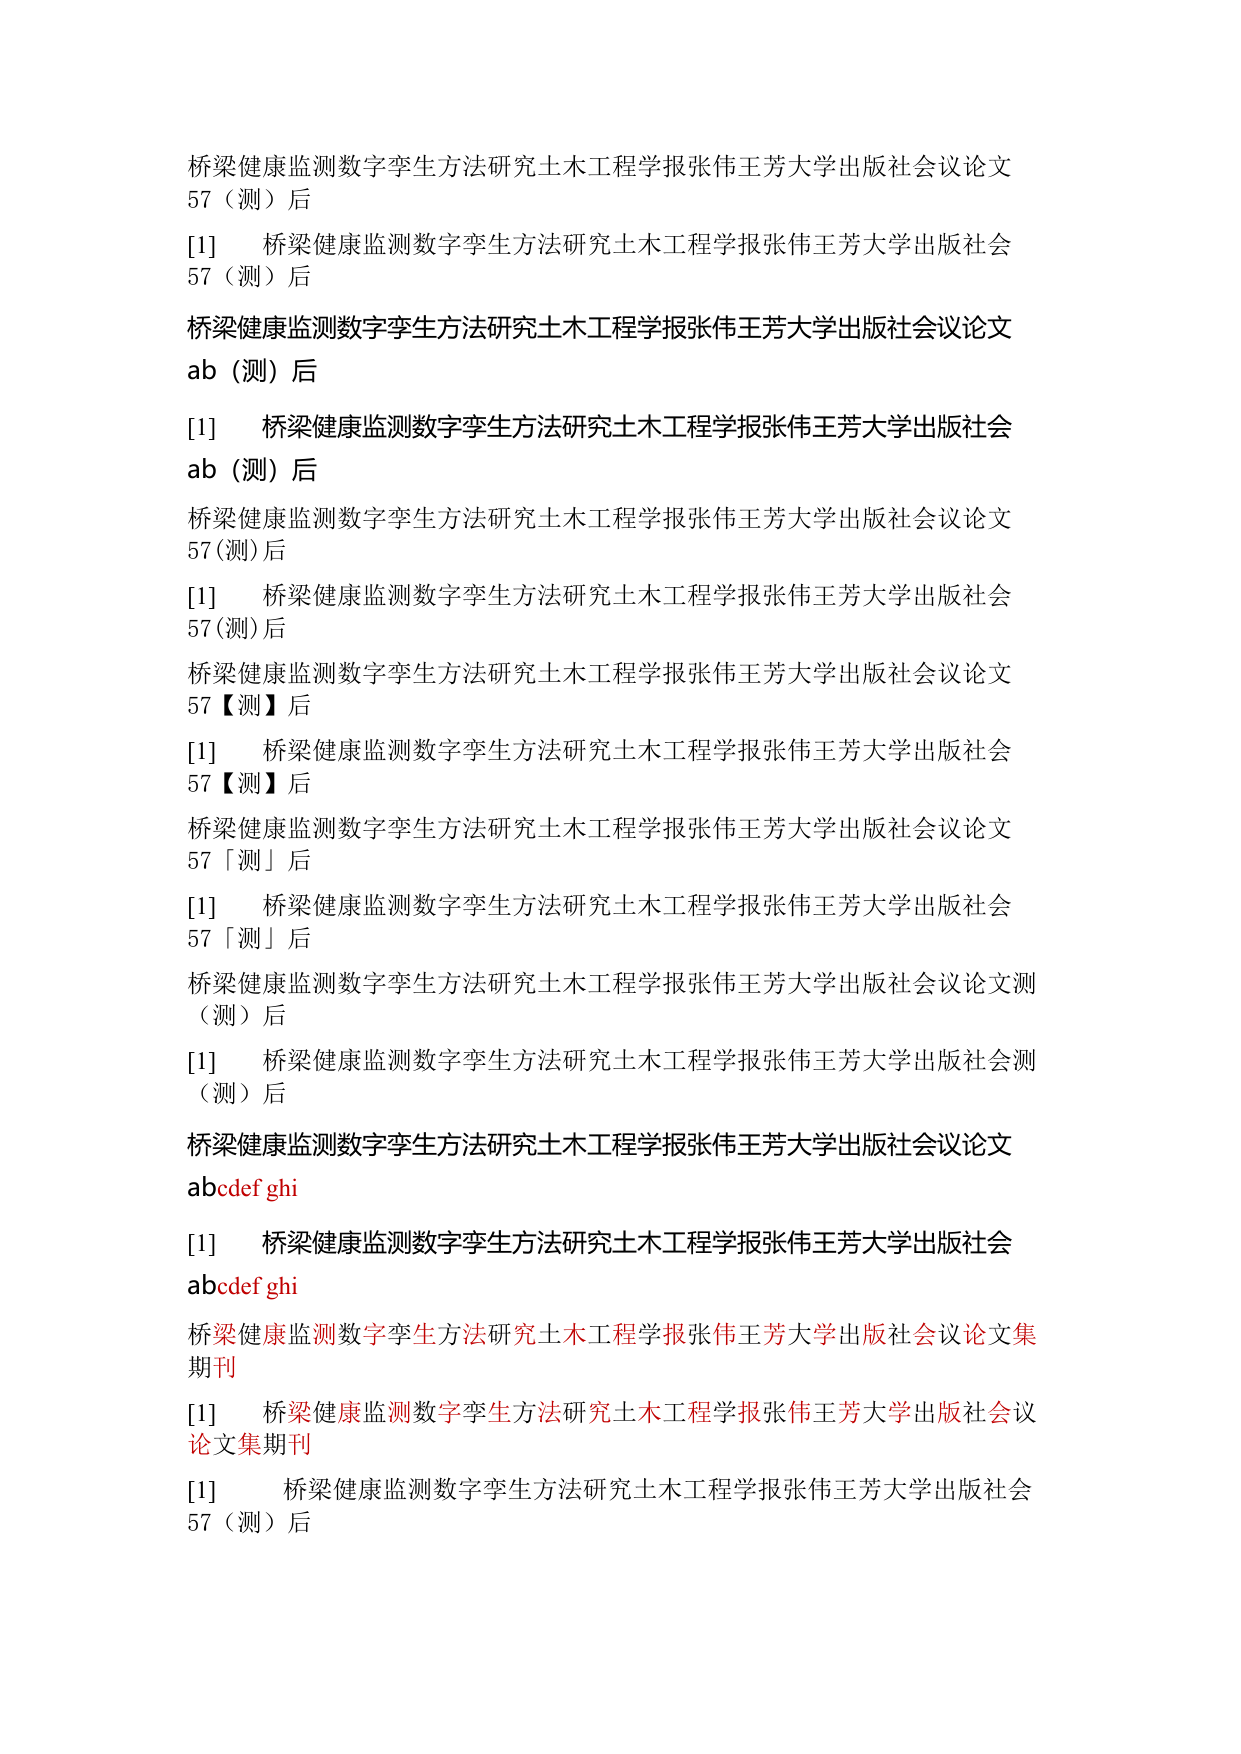 桥梁健康监测数字孪生方法研究土木工程学报张伟王芳大学出版社会议论文
57（测）后
[1] 桥梁健康监测数字孪生方法研究土木工程学报张伟王芳大学出版社会
57（测）后
桥梁健康监测数字孪生方法研究土木工程学报张伟王芳大学出版社会议论文
ab（测）后
[1] 桥梁健康监测数字孪生方法研究土木工程学报张伟王芳大学出版社会
ab（测）后
桥梁健康监测数字孪生方法研究土木工程学报张伟王芳大学出版社会议论文
57(测)后
[1] 桥梁健康监测数字孪生方法研究土木工程学报张伟王芳大学出版社会
57(测)后
桥梁健康监测数字孪生方法研究土木工程学报张伟王芳大学出版社会议论文
57【测】后
[1] 桥梁健康监测数字孪生方法研究土木工程学报张伟王芳大学出版社会
57【测】后
桥梁健康监测数字孪生方法研究土木工程学报张伟王芳大学出版社会议论文
57「测」后
[1] 桥梁健康监测数字孪生方法研究土木工程学报张伟王芳大学出版社会
57「测」后
桥梁健康监测数字孪生方法研究土木工程学报张伟王芳大学出版社会议论文测
（测）后
[1] 桥梁健康监测数字孪生方法研究土木工程学报张伟王芳大学出版社会测
（测）后
桥梁健康监测数字孪生方法研究土木工程学报张伟王芳大学出版社会议论文
abcdef ghi
[1] 桥梁健康监测数字孪生方法研究土木工程学报张伟王芳大学出版社会
abcdef ghi
桥梁健康监测数字孪生方法研究土木工程学报张伟王芳大学出版社会议论文集
期刊
[1] 桥梁健康监测数字孪生方法研究土木工程学报张伟王芳大学出版社会议
论文集期刊
[1] 桥梁健康监测数字孪生方法研究土木工程学报张伟王芳大学出版社会
57（测）后